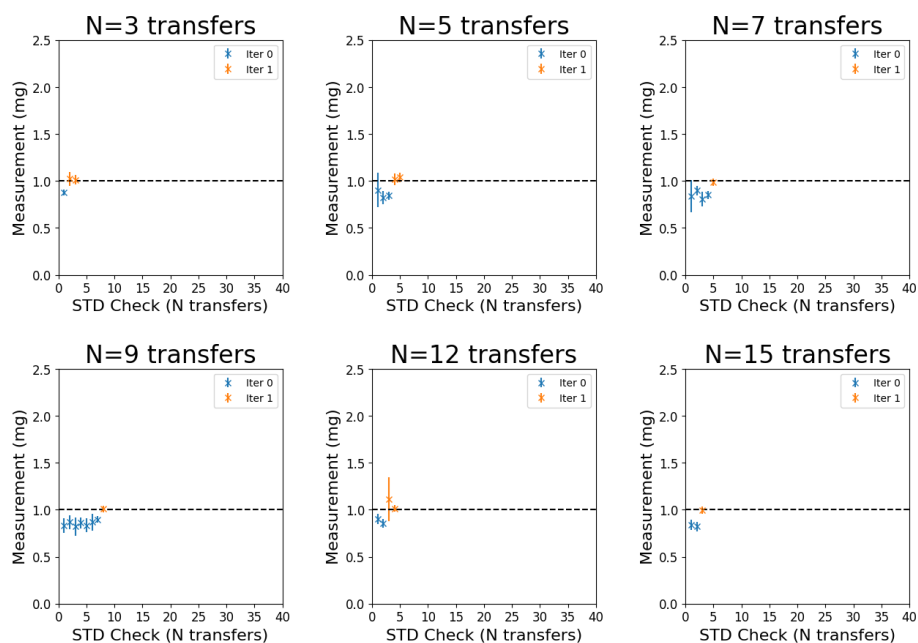 N=3 transfers
2.5
2.0
1.5
1.0
0.5
0.0
Measurement (mg)
Iter 0
Iter 1
0 5 10 15 20 25 30 35 40
STD Check (N transfers)
N=5 transfers
2.5
2.0
1.5
1.0
0.5
0.0
Measurement (mg)
Iter 0
Iter 1
0 5 10 15 20 25 30 35 40
STD Check (N transfers)
N=7 transfers
2.5
2.0
1.5
1.0
0.5
0.0
Measurement (mg)
Iter 0
Iter 1
0 5 10 15 20 25 30 35 40
STD Check (N transfers)
N=9 transfers
2.5
2.0
1.5
1.0
0.5
0.0
Measurement (mg)
Iter 0
Iter 1
0 5 10 15 20 25 30 35 40
STD Check (N transfers)
N=12 transfers
2.5
2.0
1.5
1.0
0.5
0.0
Measurement (mg)
Iter 0
Iter 1
0 5 10 15 20 25 30 35 40
STD Check (N transfers)
N=15 transfers
2.5
2.0
1.5
1.0
0.5
0.0
Measurement (mg)
Iter 0
Iter 1
0 5 10 15 20 25 30 35 40
STD Check (N transfers)